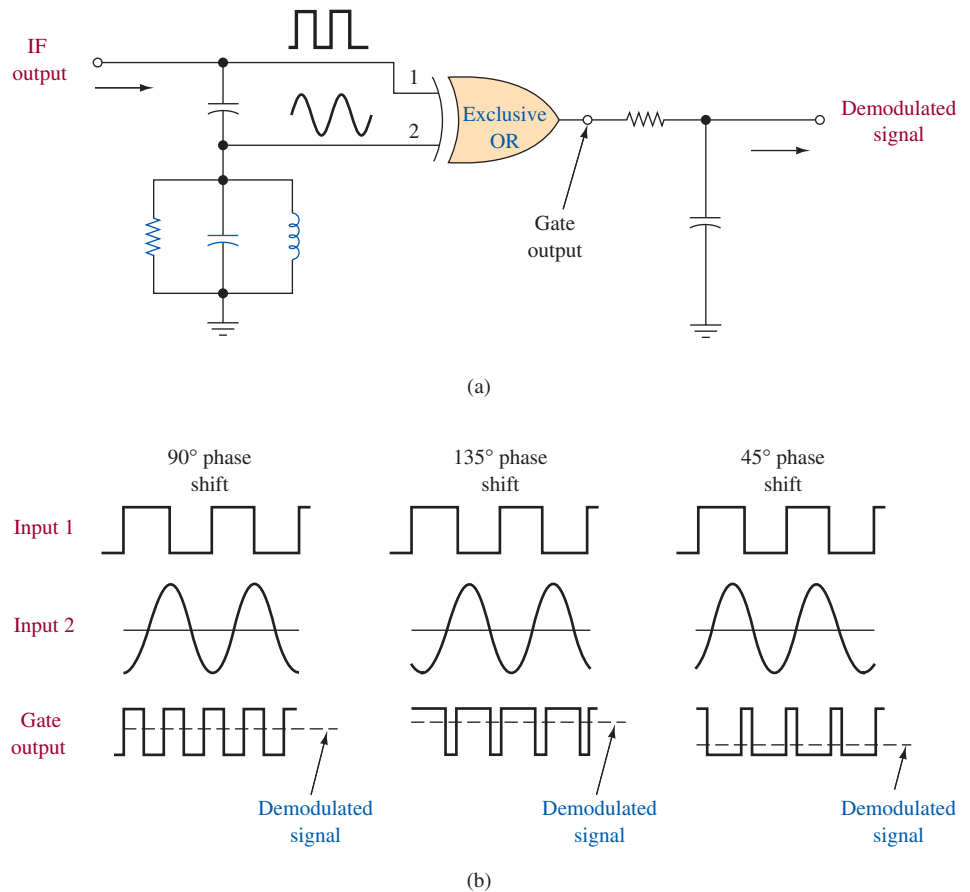 IF
output
1
2
Exclusive
OR
Gate
output
Demodulated
signal
(a)
90° phase
shift
135° phase
shift
45° phase
shift
Input 1
Input 2
Gate
output
Demodulated
signal
Demodulated
signal
Demodulated
signal
(b)